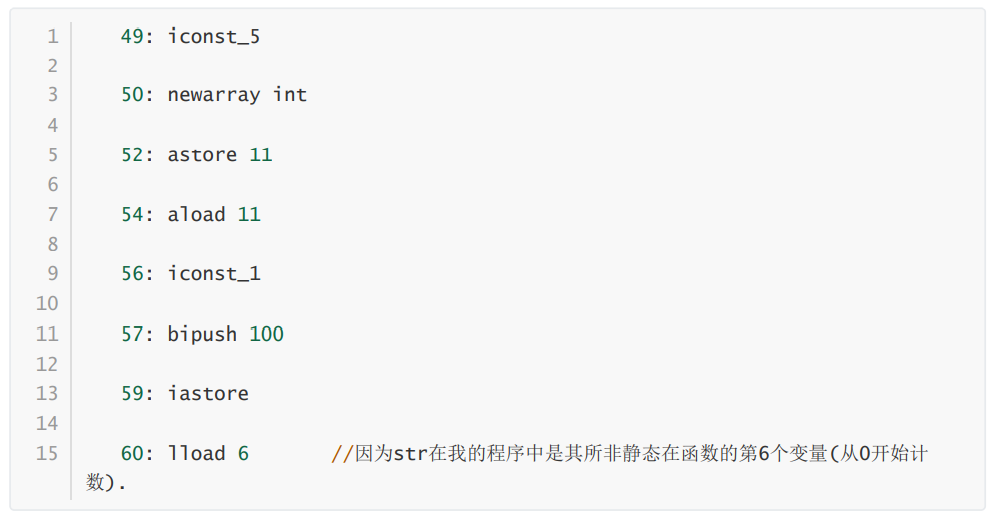 1 49: iconst_5
2
3 50: newarray int
4
5 52: astore 11
6
7 54: aload 11
8
9 56: iconst_1
10
11 57: bipush 100
12
13 59: iastore
14
15 60: lload 6 //因为str在我的程序中是其所非静态在函数的第6个变量(从0开始计
数).